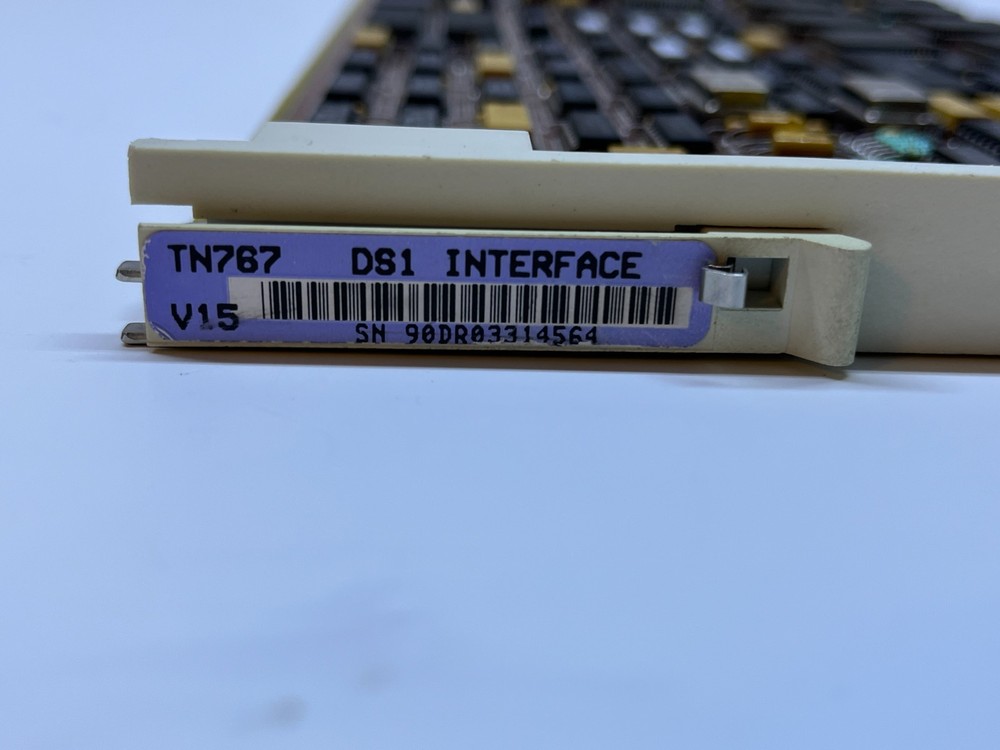 TN767 DS1 INTERFACE
V15
SN 90DR03314564